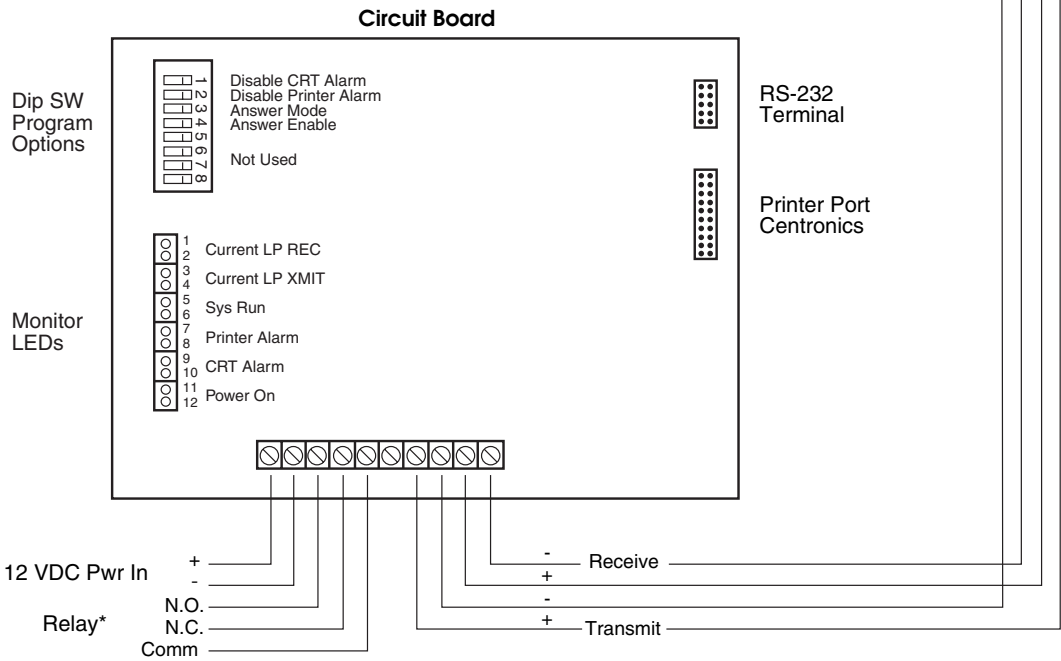 Circuit Board
Dip SW
Program
Options
1
2
3
4
5
6
7
8
Disable CRT Alarm
Disable Printer Alarm
Answer Mode
Answer Enable
Not Used
RS-232
Terminal
Printer Port
Centronics
Monitor
LEDs
1
2
Current LP REC
3
4
Current LP XMIT
5
6
Sys Run
7
8
Printer Alarm
9
10
CRT Alarm
11
12
Power On
12 VDC Pwr In
+
-
Relay*
N.O.
N.C.
Comm
- Receive
+
-
+ Transmit